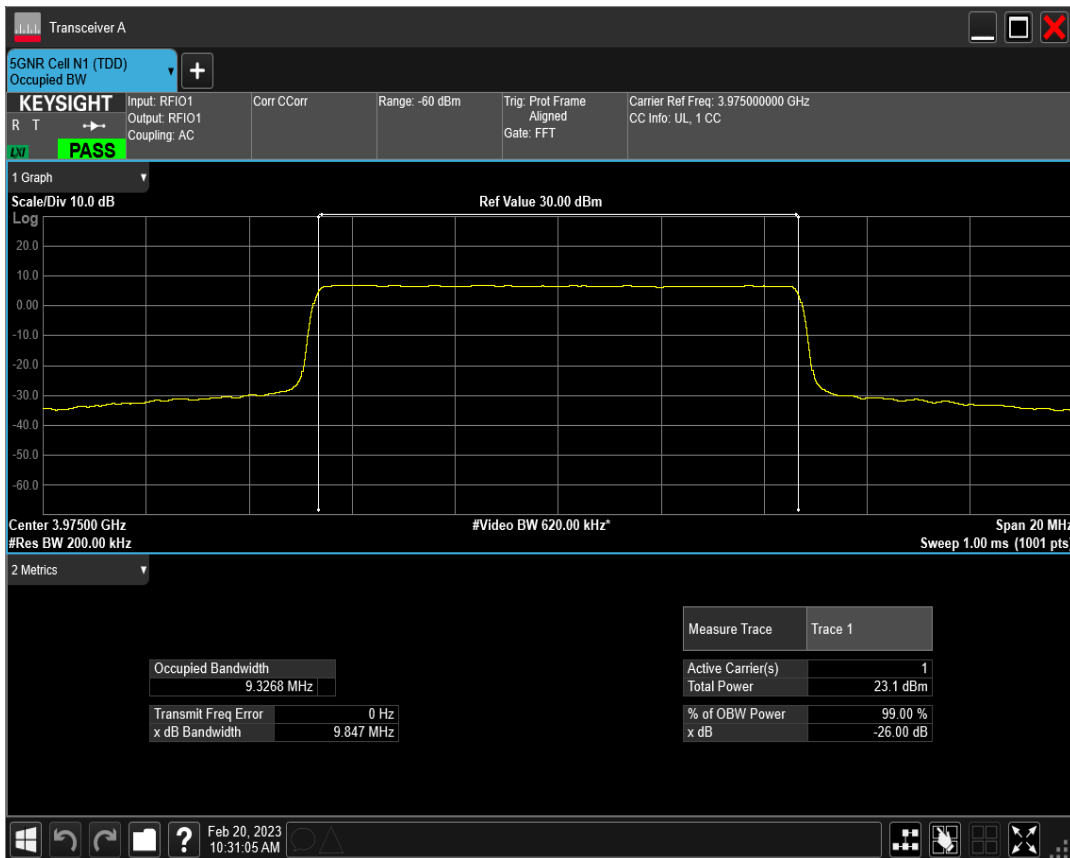 Transceiver A
5GNR Cell N1 (TDD)
Occupied BW
KEYSIGHT
R T
LXI
PASS
Input: RFIO1
Output: RFIO1
Coupling: AC
Corr CCorr
Range: -60 dBm
Trig: Prot Frame
Aligned
Gate: FFT
Carrier Ref Freq: 3.975000000 GHz
CC Info: UL, 1 CC
1 Graph
Scale/Div 10.0 dB
Ref Value 30.00 dBm
Log
20.0
10.0
0.00
-10.0
-20.0
-30.0
-40.0
-50.0
-60.0
Center 3.97500 GHz
#Video BW 620.00 kHz*
Span 20 MHz
#Res BW 200.00 kHz
Sweep 1.00 ms (1001 pts)
2 Metrics
Measure Trace Trace 1
Occupied Bandwidth
9.3268 MHz
Active Carrier(s) 1
Total Power 23.1 dBm
Transmit Freq Error 0 Hz
x dB Bandwidth 9.847 MHz
% of OBW Power 99.00 %
x dB -26.00 dB
?
Feb 20, 2023
10:31:05 AM